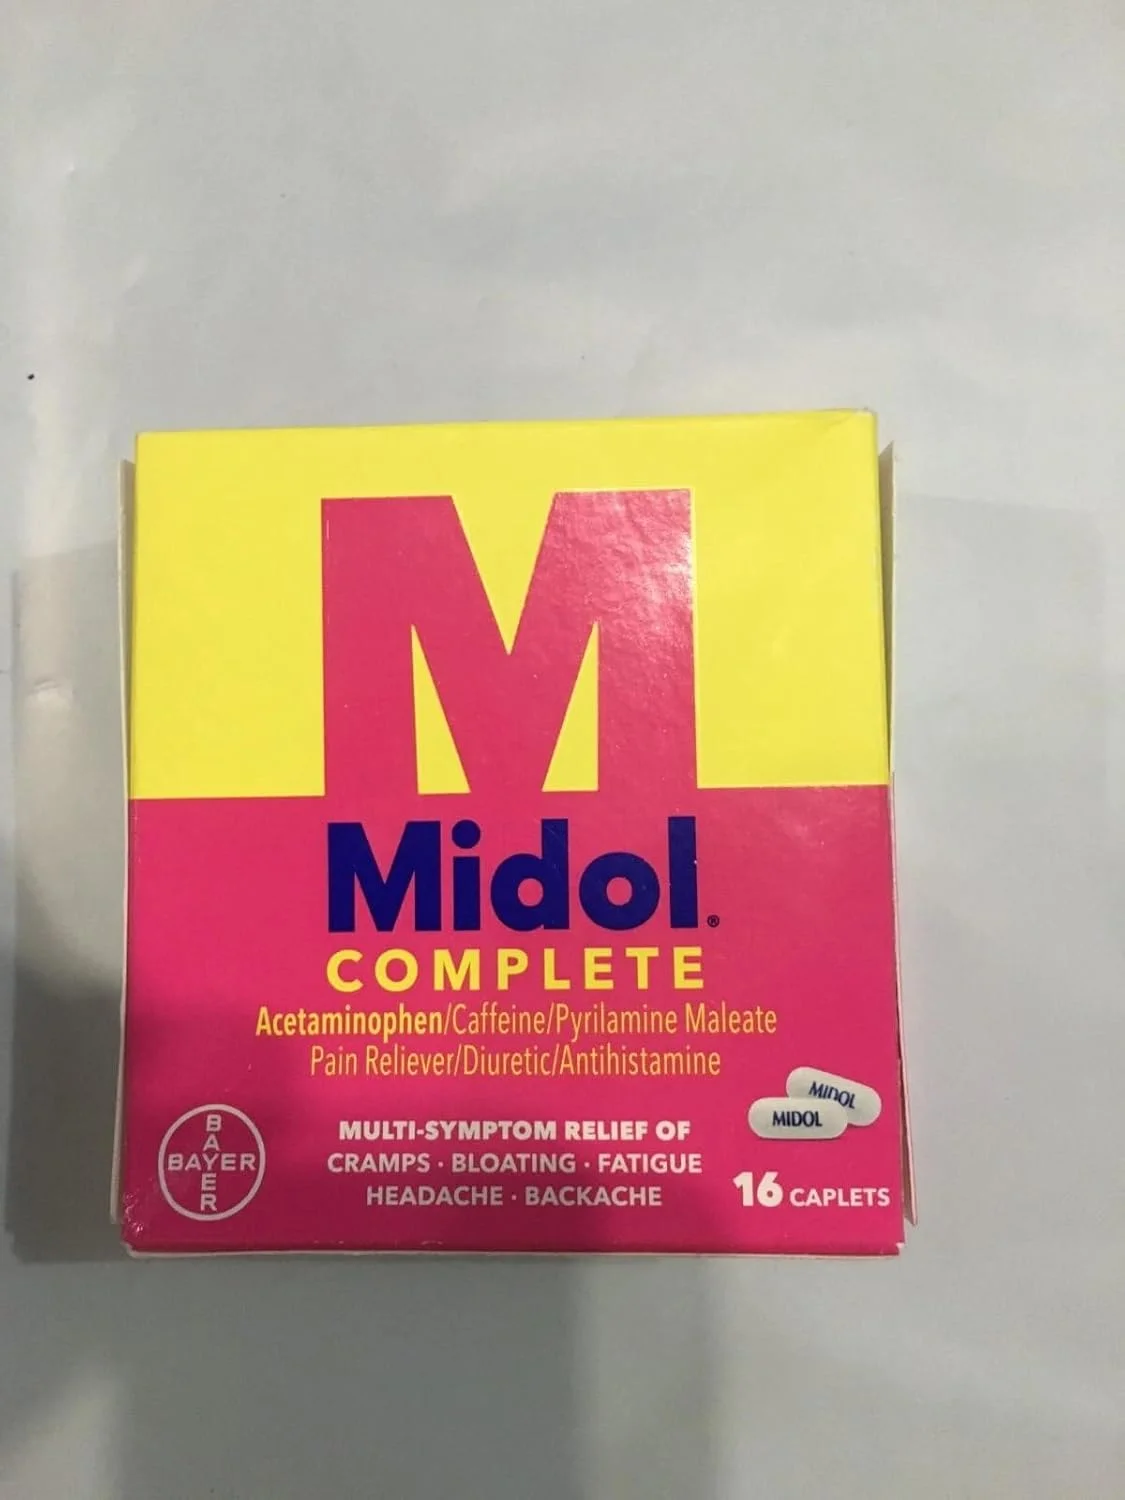 M
Midol®
COMPLETE
Acetaminophen/Caffeine/Pyrilamine Maleate
Pain Reliever/Diuretic/Antihistamine
MULTI-SYMPTOM RELIEF OF
CRAMPS · BLOATING · FATIGUE
HEADACHE · BACKACHE
BAYER
BAYER
MIDOL
MIDOL
16 CAPLETS